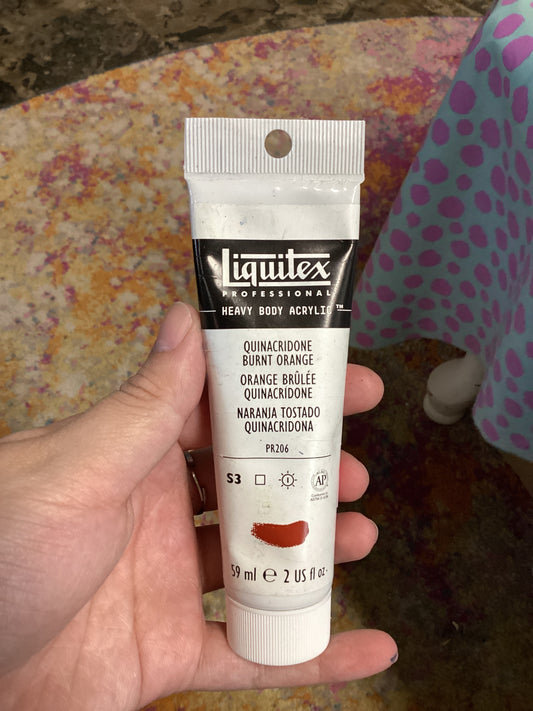 Liquitex
PROFESSIONAL
HEAVY BODY ACRYLIC™
QUINACRIDONE
BURNT ORANGE
ORANGE BRÛLÉE
QUINACRIDONE
NARANJA TOSTADO
QUINACRIDONA
PR206
S3 I AP
59 ml ℮ 2 US fl oz